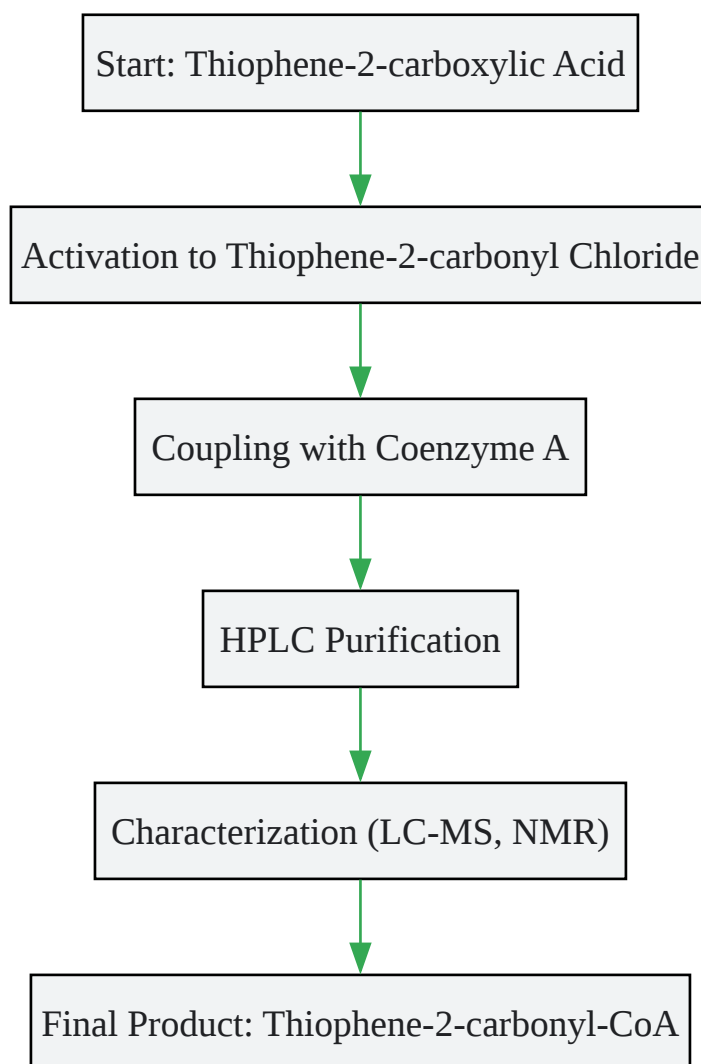 Start: Thiophene-2-carboxylic Acid
Activation to Thiophene-2-carbonyl Chloride
Coupling with Coenzyme A
HPLC Purification
Characterization (LC-MS, NMR)
Final Product: Thiophene-2-carbonyl-CoA